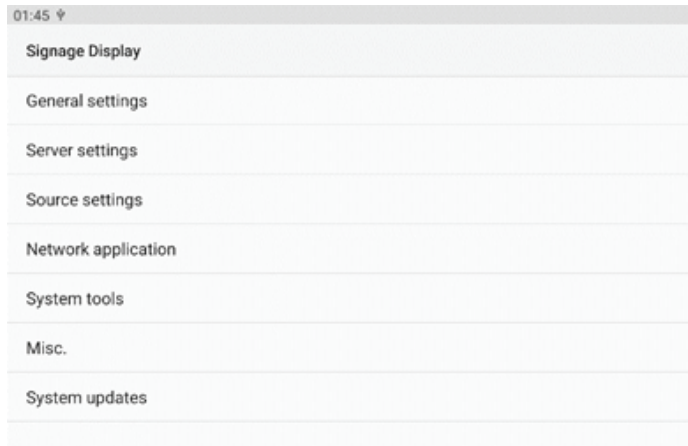 01:45
Signage Display
General settings
Server settings
Source settings
Network application
System tools
Misc.
System updates